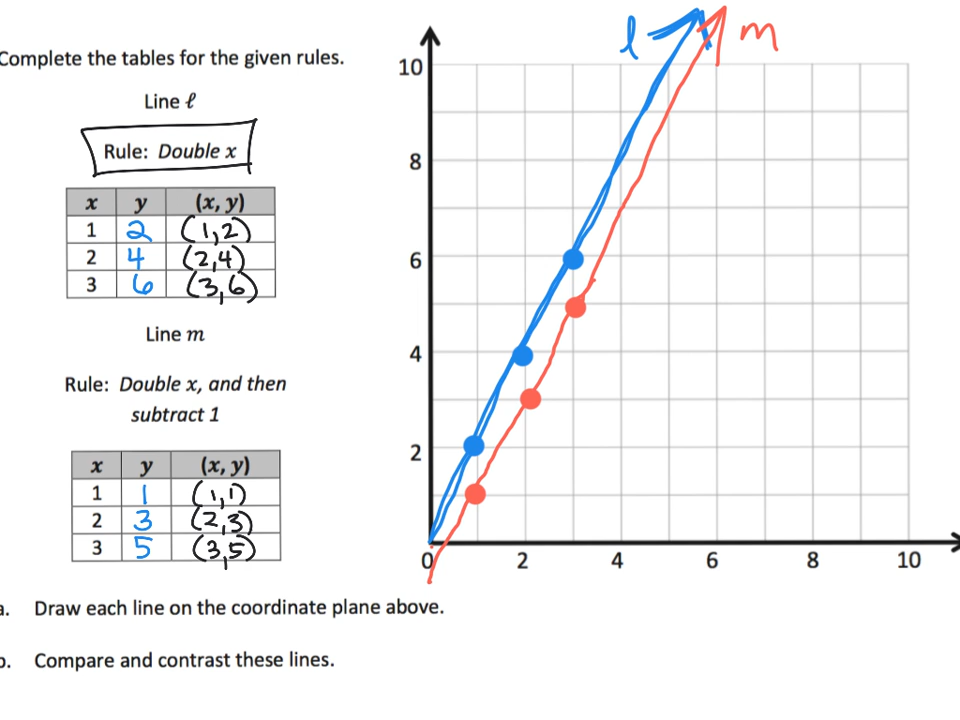 Complete the tables for the given rules.
Line ℓ
Rule: Double x
x y (x, y)
1 2 (1,2)
2 4 (2,4)
3 6 (3,6)
Line m
Rule: Double x, and then
subtract 1
x y (x, y)
1 1 (1,1)
2 3 (2,3)
3 5 (3,5)
ℓ m
10
8
6
4
2
0 2 4 6 8 10
a. Draw each line on the coordinate plane above.
b. Compare and contrast these lines.